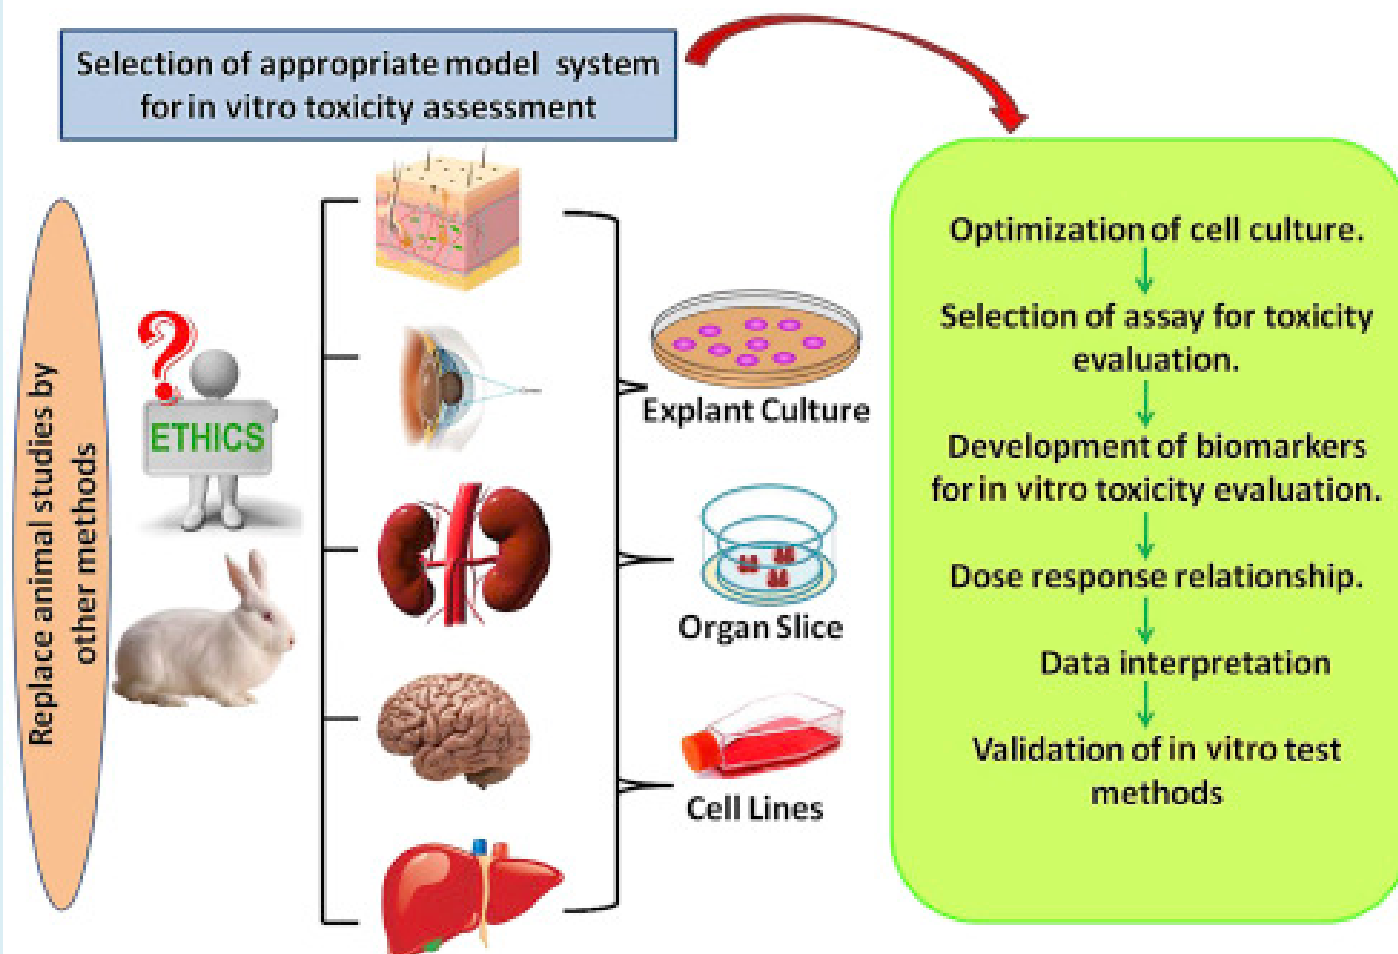 Selection of appropriate model system
for in vitro toxicity assessment
Replace animal studies by
other methods
?
ETHICS
Explant Culture
Organ Slice
Cell Lines
Optimization of cell culture.
Selection of assay for toxicity
evaluation.
Development of biomarkers
for in vitro toxicity evaluation.
Dose response relationship.
Data interpretation
Validation of in vitro test
methods